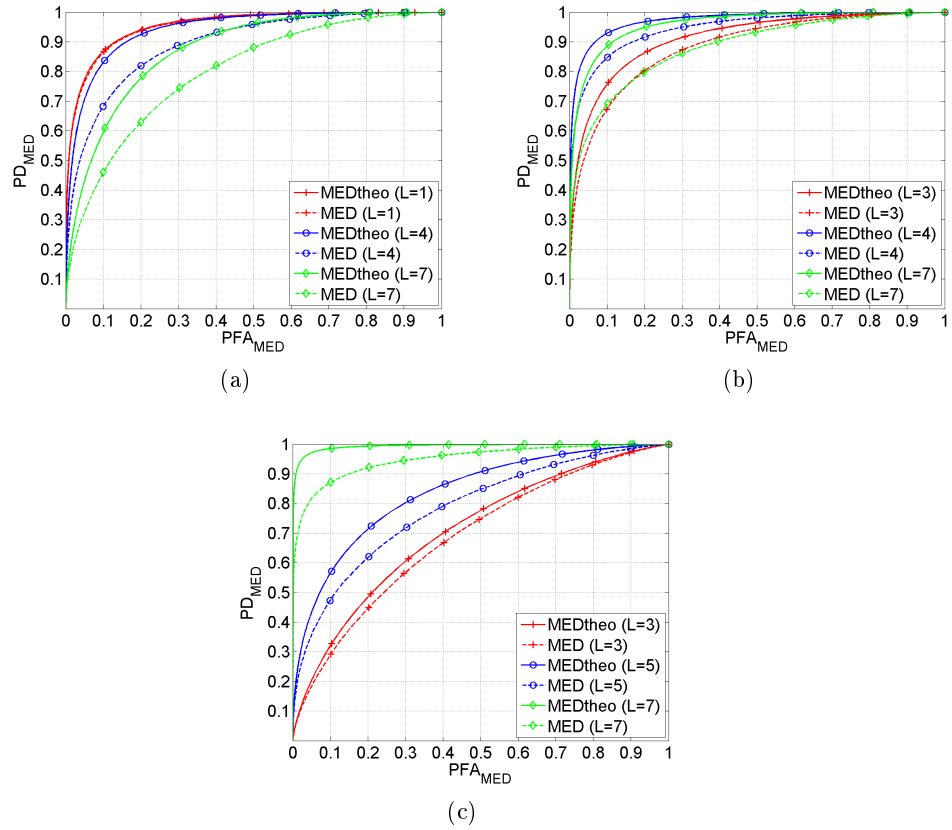 1
0.9
0.8
0.7
0.6
0.5
0.4
0.3
0.2
0.1
PD_MED
MEDtheo (L=1)
MED (L=1)
MEDtheo (L=4)
MED (L=4)
MEDtheo (L=7)
MED (L=7)
0 0.1 0.2 0.3 0.4 0.5 0.6 0.7 0.8 0.9 1
PFA_MED
(a)
1
0.9
0.8
0.7
0.6
0.5
0.4
0.3
0.2
0.1
PD_MED
MEDtheo (L=3)
MED (L=3)
MEDtheo (L=4)
MED (L=4)
MEDtheo (L=7)
MED (L=7)
0 0.1 0.2 0.3 0.4 0.5 0.6 0.7 0.8 0.9 1
PFA_MED
(b)
1
0.9
0.8
0.7
0.6
0.5
0.4
0.3
0.2
0.1
PD_MED
MEDtheo (L=3)
MED (L=3)
MEDtheo (L=5)
MED (L=5)
MEDtheo (L=7)
MED (L=7)
0 0.1 0.2 0.3 0.4 0.5 0.6 0.7 0.8 0.9 1
PFA_MED
(c)